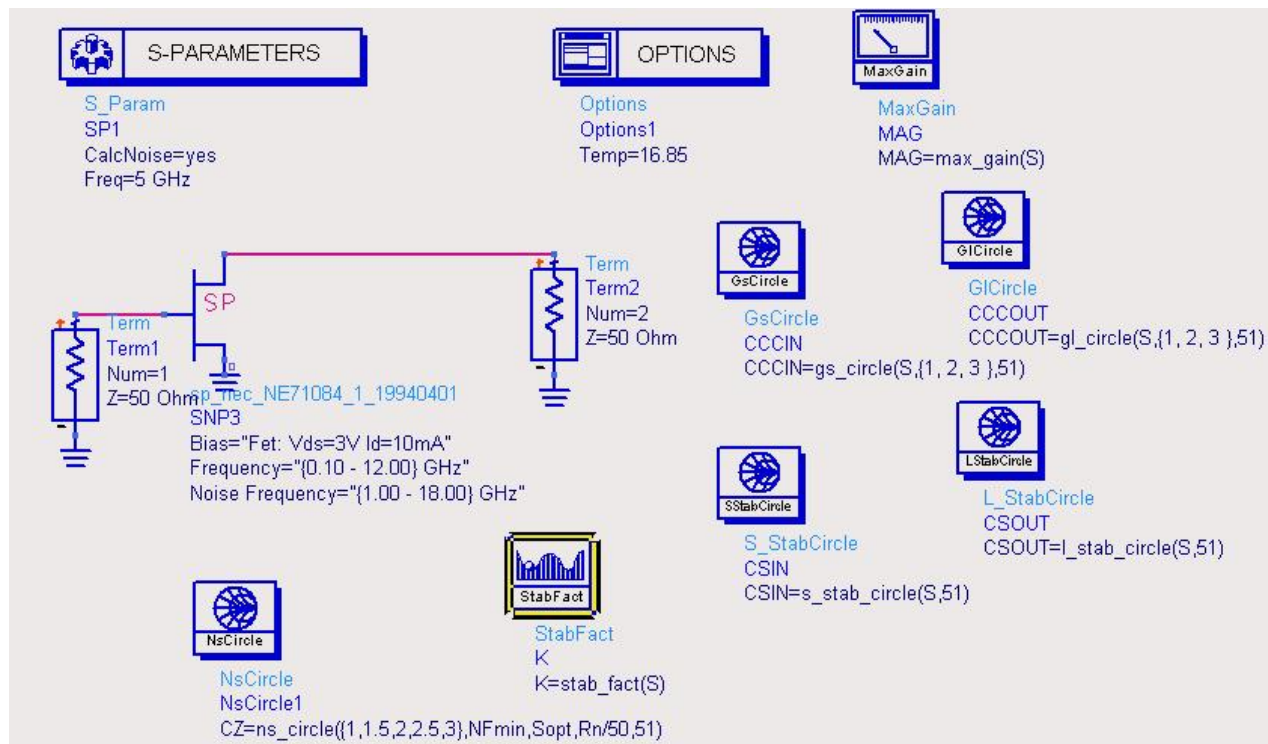 S-PARAMETERS
S_Param
SP1
CalcNoise=yes
Freq=5 GHz
OPTIONS
Options
Options1
Temp=16.85
MaxGain
MaxGain
MAG
MAG=max_gain(S)
SP
Term
Term1
Num=1
Z=50 Ohm
Term
Term2
Num=2
Z=50 Ohm
sp_nec_NE71084_1_19940401
SNP3
Bias="Fet: Vds=3V Id=10mA"
Frequency="{0.10 - 12.00} GHz"
Noise Frequency="{1.00 - 18.00} GHz"
GsCircle
GsCircle
CCCIN
CCCIN=gs_circle(S,{1, 2, 3 },51)
GlCircle
GlCircle
CCCOUT
CCCOUT=gl_circle(S,{1, 2, 3 },51)
SStabCircle
S_StabCircle
CSIN
CSIN=s_stab_circle(S,51)
LStabCircle
L_StabCircle
CSOUT
CSOUT=l_stab_circle(S,51)
StabFact
StabFact
K
K=stab_fact(S)
NsCircle
NsCircle
NsCircle1
CZ=ns_circle({1,1.5,2,2.5,3},NFmin,Sopt,Rn/50,51)